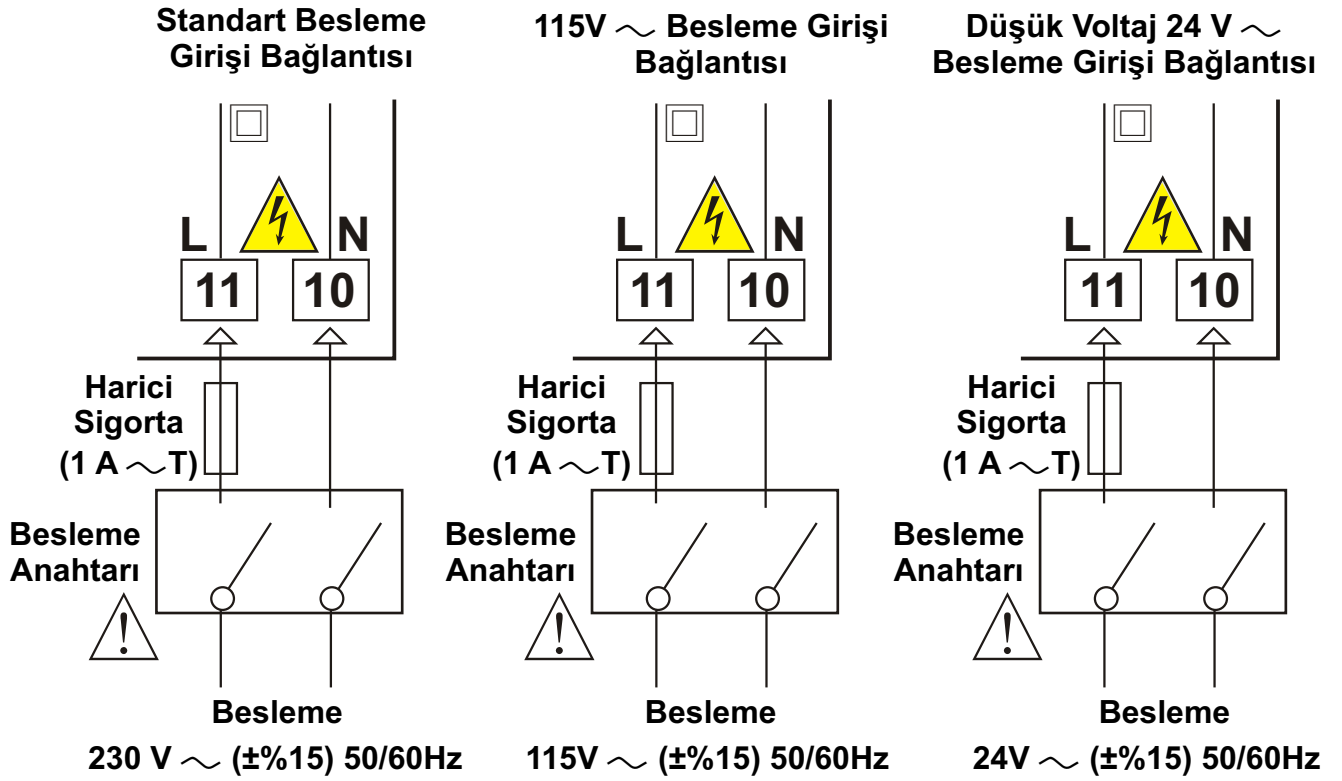 Standart Besleme
Girişi Bağlantısı
L
N
11
10
Harici
Sigorta
(1 A ~T)
Besleme
Anahtarı
!
Besleme
230 V ~ (±%15) 50/60Hz
115V ~ Besleme Girişi
Bağlantısı
L
N
11
10
Harici
Sigorta
(1 A ~T)
Besleme
Anahtarı
!
Besleme
115V ~ (±%15) 50/60Hz
Düşük Voltaj 24 V ~
Besleme Girişi Bağlantısı
L
N
11
10
Harici
Sigorta
(1 A ~T)
Besleme
Anahtarı
!
Besleme
24V ~ (±%15) 50/60Hz